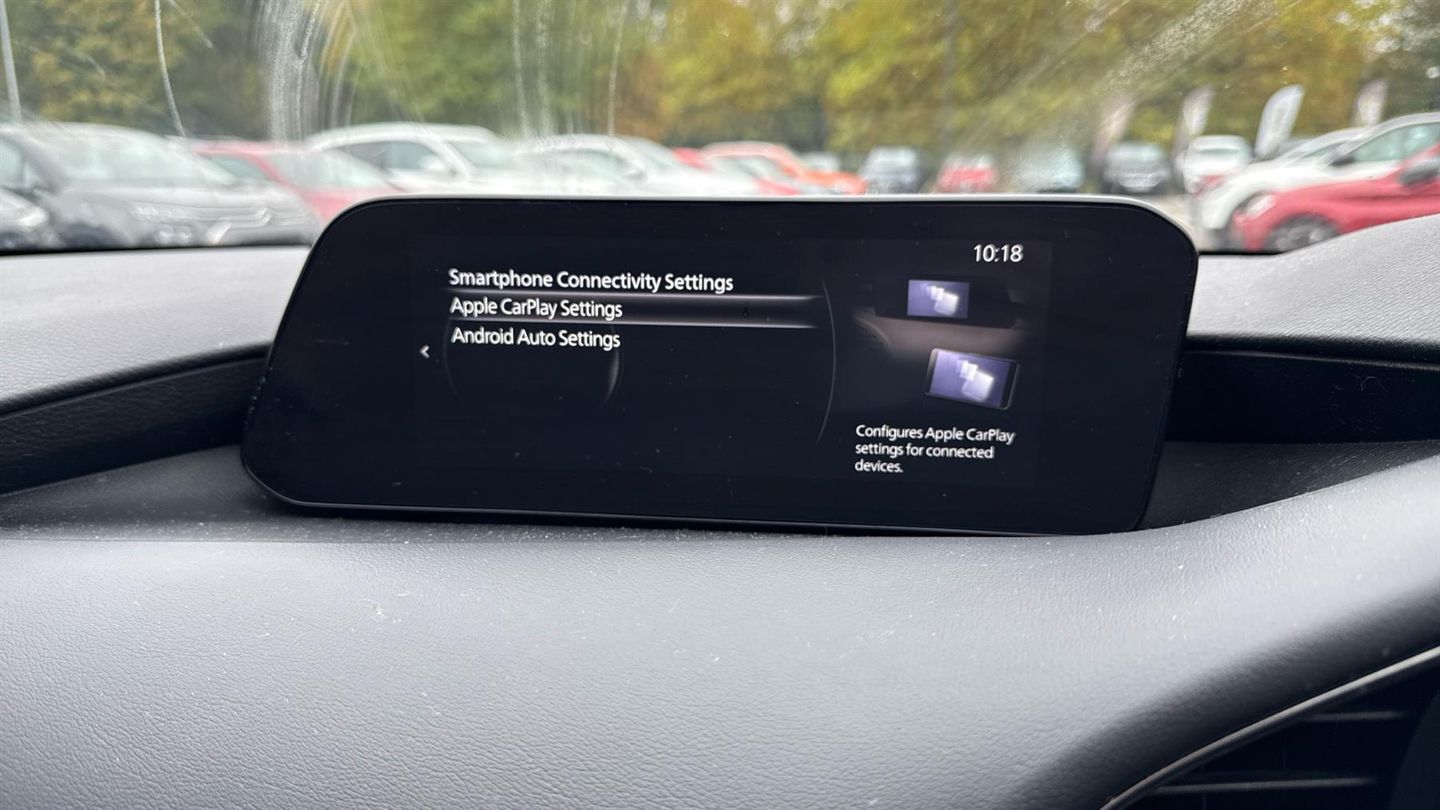 10:18
Smartphone Connectivity Settings
Apple CarPlay Settings
Android Auto Settings
Configures Apple CarPlay
settings for connected
devices.